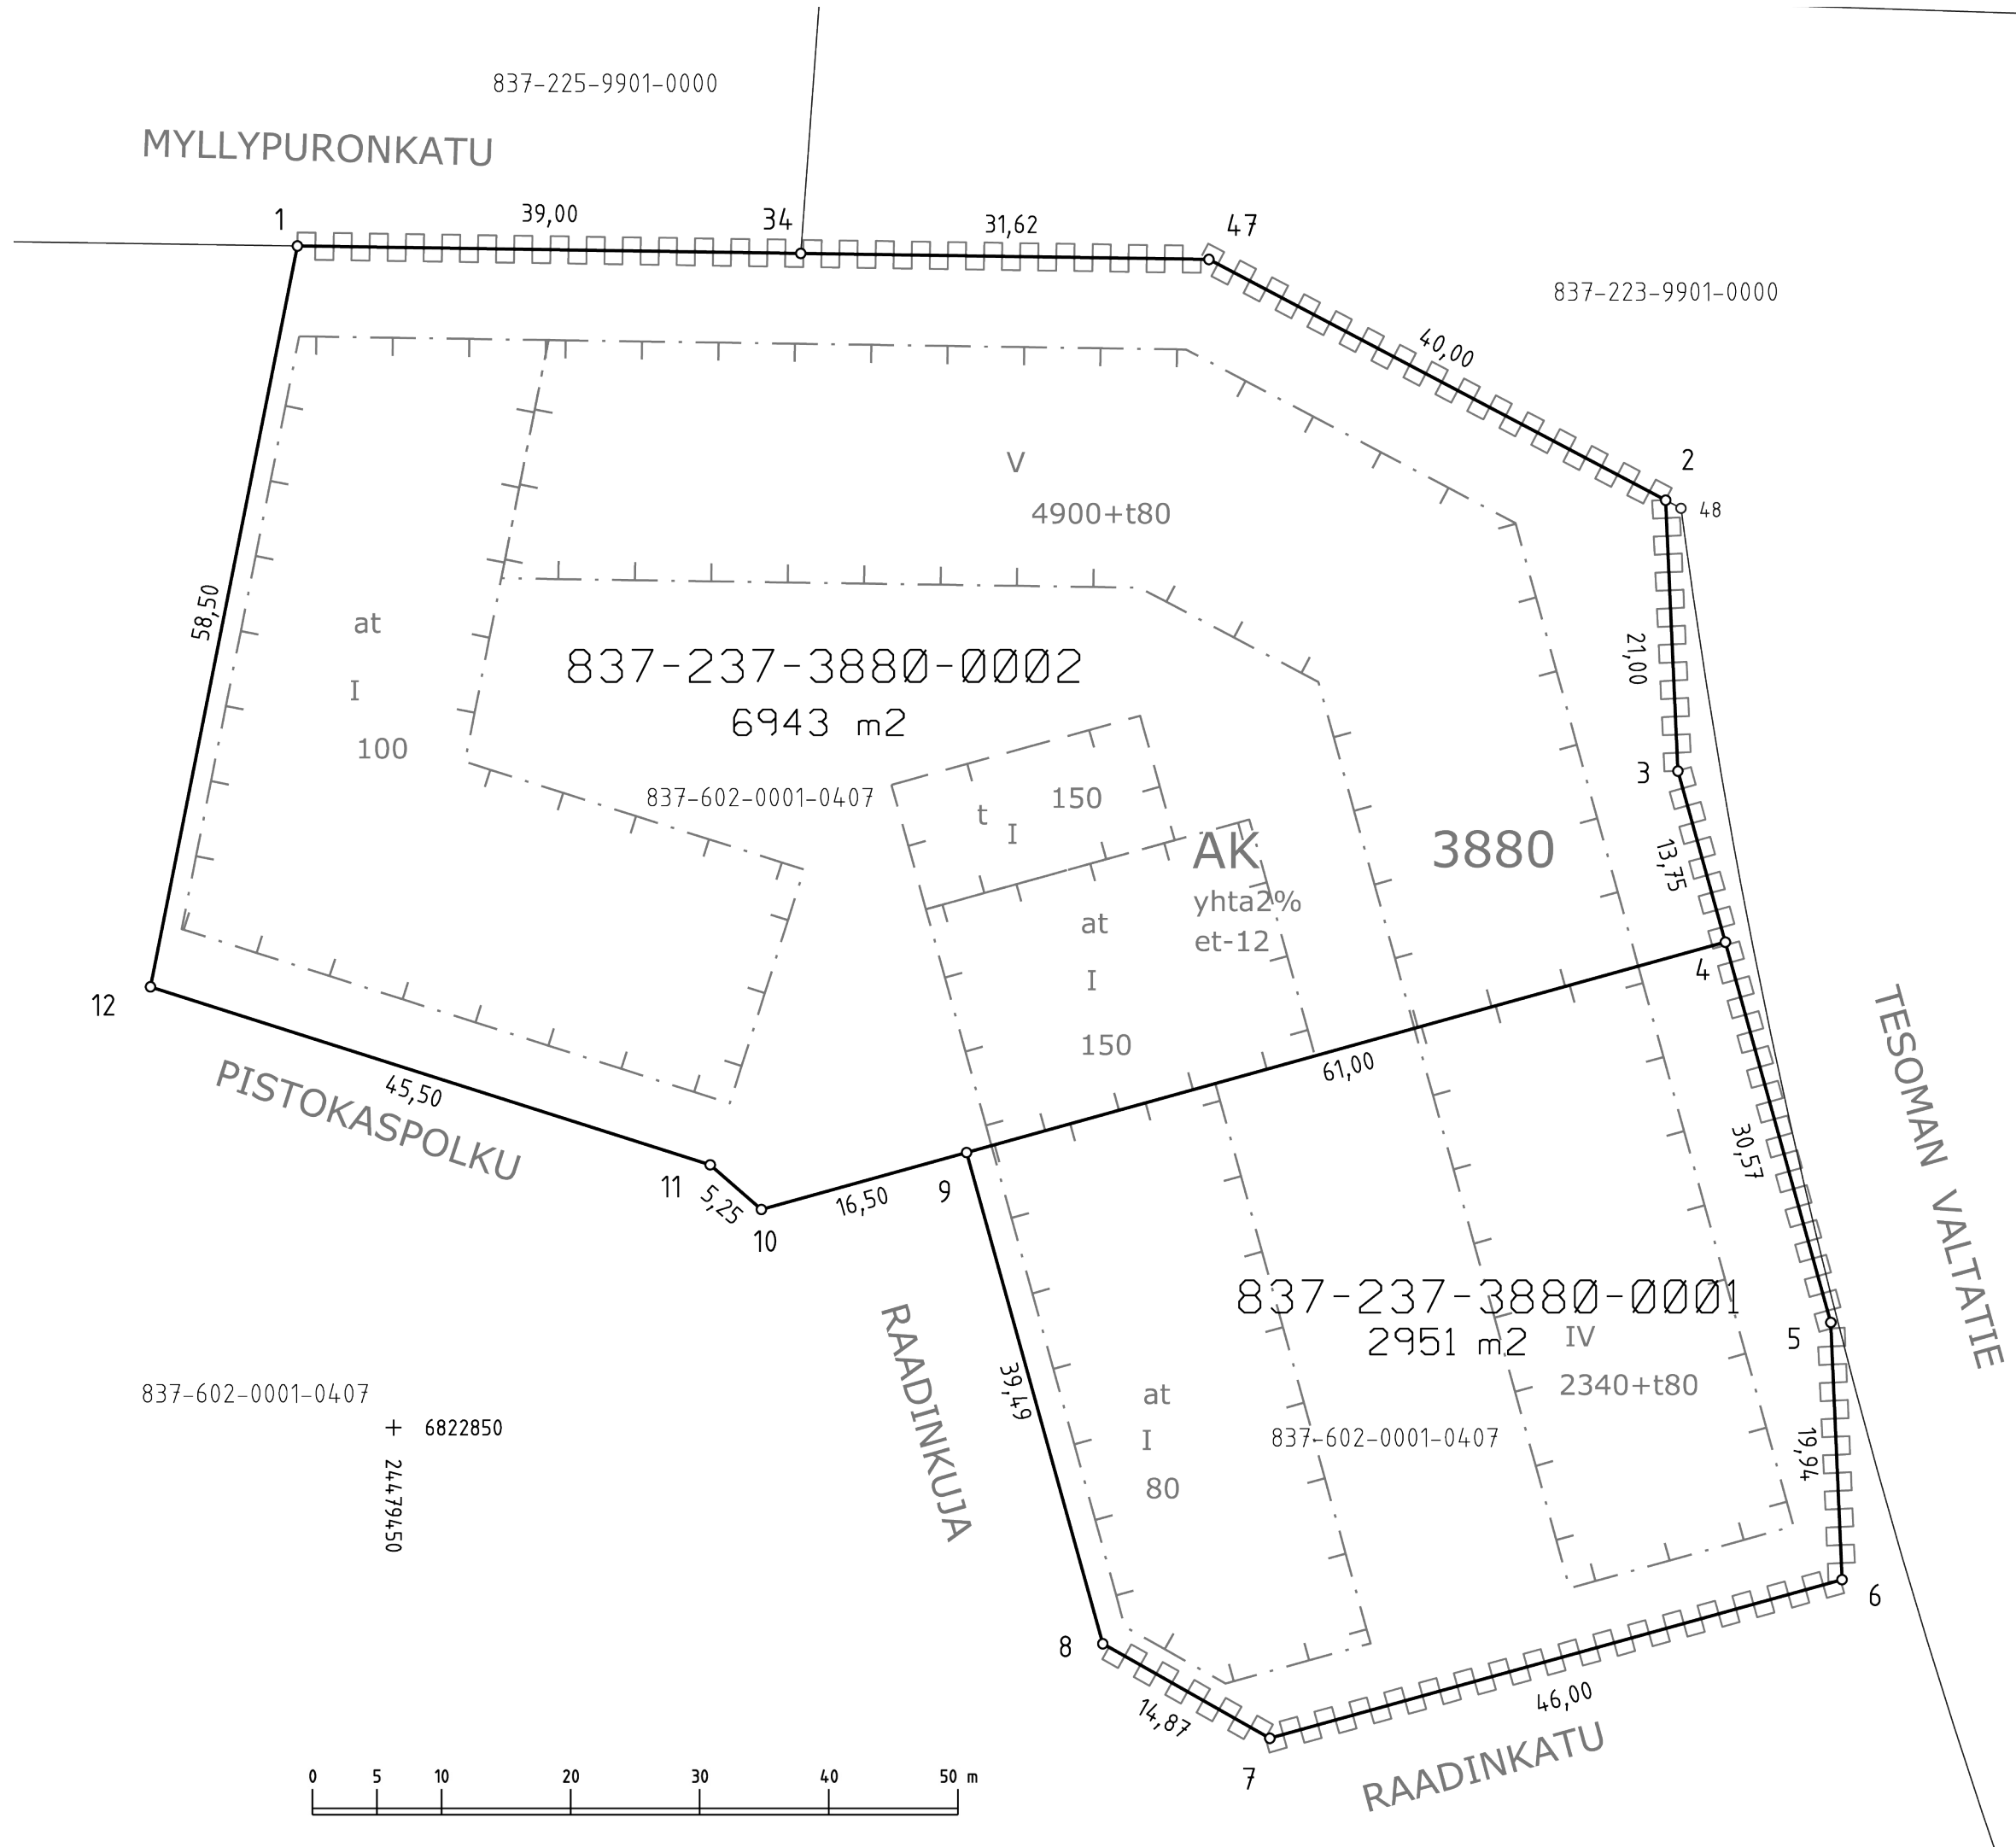 837-225-9901-0000
MYLLYPURONKATU
1
39,00
34
31,62
47
837-223-9901-0000
40,00
2
48
V
4900+t80
58,50
at
I
100
837-237-3880-0002
6943 m2
837-602-0001-0407
21,00
3
13,75
t
I
150
AK
3880
yhta2%
et-12
at
I
150
4
12
45,50
PISTOKASPOLKU
61,00
TESOMAN VALTATIE
30,57
11
5,25
10
16,50
9
RAADINKUJA
39,49
837-237-3880-0001
2951 m2
IV
2340+t80
5
837-602-0001-0407
6822850
24479450
at
I
80
837-602-0001-0407
19,94
6
8
14,87
46,00
7
RAADINKATU
0 5 10 20 30 40 50 m